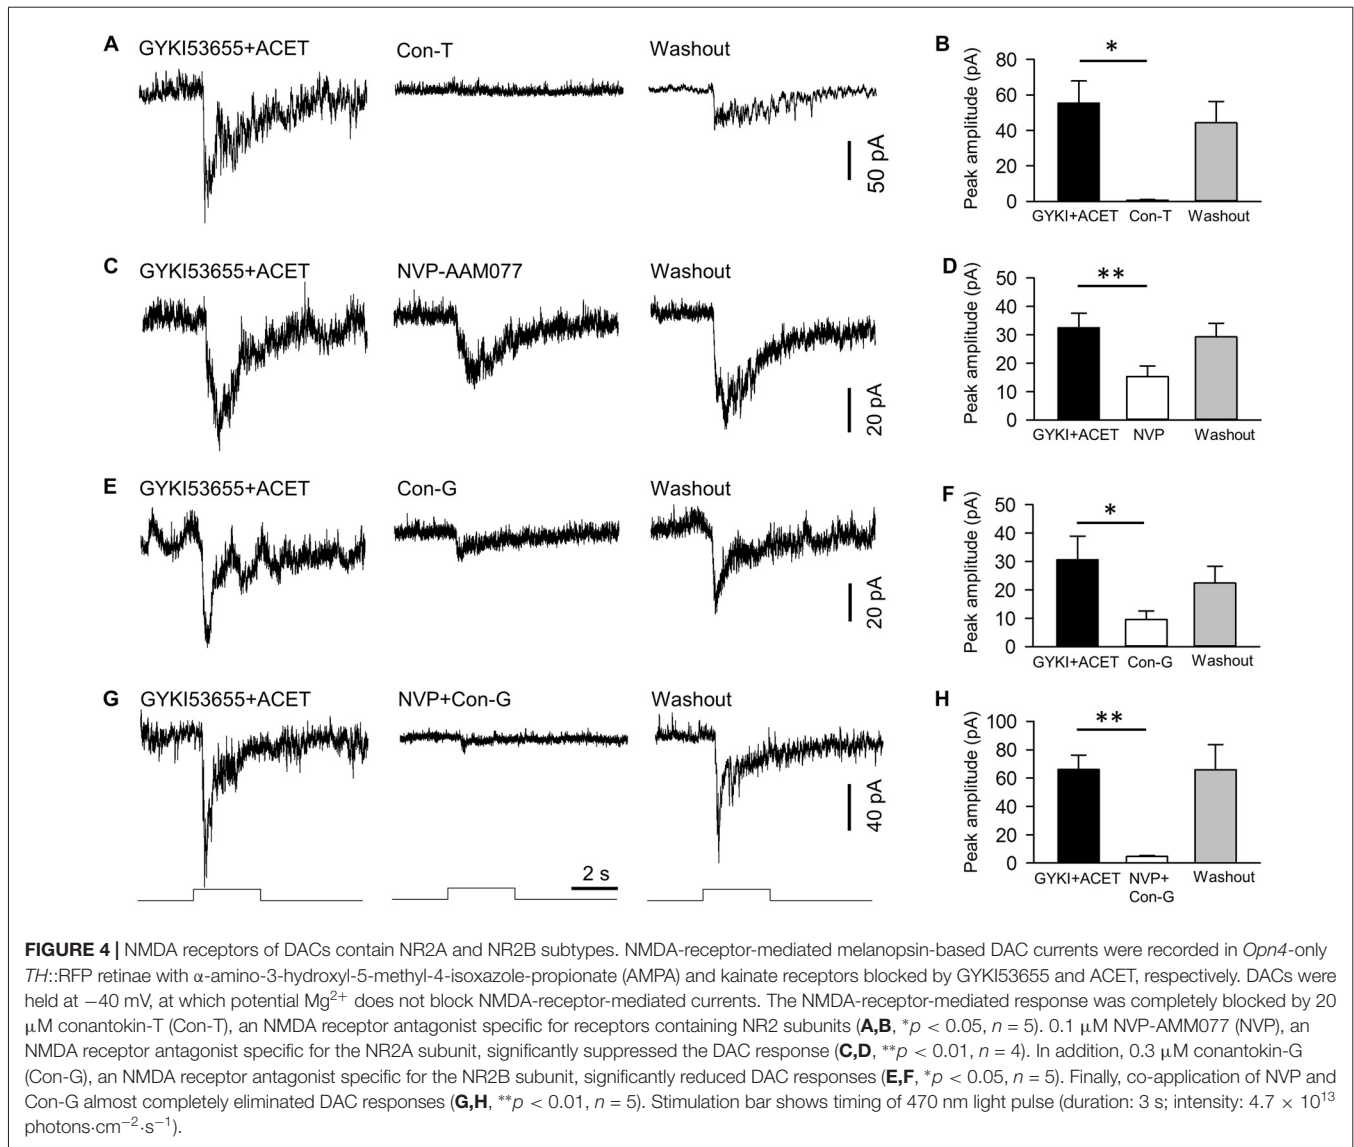 A
GYKI53655+ACET
Con-T
Washout
50 pA
B
Peak amplitude (pA)
80
60
40
20
0
*
GYKI+ACET
Con-T
Washout
C
GYKI53655+ACET
NVP-AAM077
Washout
20 pA
D
Peak amplitude (pA)
50
40
30
20
10
0
**
GYKI+ACET
NVP
Washout
E
GYKI53655+ACET
Con-G
Washout
20 pA
F
Peak amplitude (pA)
50
40
30
20
10
0
*
GYKI+ACET
Con-G
Washout
G
GYKI53655+ACET
NVP+Con-G
Washout
40 pA
2 s
H
Peak amplitude (pA)
100
80
60
40
20
0
**
GYKI+ACET
NVP+
Con-G
Washout
FIGURE 4 | NMDA receptors of DACs contain NR2A and NR2B subtypes. NMDA-receptor-mediated melanopsin-based DAC currents were recorded in Opn4-only
TH::RFP retinae with α-amino-3-hydroxyl-5-methyl-4-isoxazole-propionate (AMPA) and kainate receptors blocked by GYKI53655 and ACET, respectively. DACs were
held at −40 mV, at which potential Mg²⁺ does not block NMDA-receptor-mediated currents. The NMDA-receptor-mediated response was completely blocked by 20
μM conantokin-T (Con-T), an NMDA receptor antagonist specific for receptors containing NR2 subunits (A,B, *p < 0.05, n = 5). 0.1 μM NVP-AMM077 (NVP), an
NMDA receptor antagonist specific for the NR2A subunit, significantly suppressed the DAC response (C,D, **p < 0.01, n = 4). In addition, 0.3 μM conantokin-G
(Con-G), an NMDA receptor antagonist specific for the NR2B subunit, significantly reduced DAC responses (E,F, *p < 0.05, n = 5). Finally, co-application of NVP and
Con-G almost completely eliminated DAC responses (G,H, **p < 0.01, n = 5). Stimulation bar shows timing of 470 nm light pulse (duration: 3 s; intensity: 4.7 × 10¹³
photons·cm⁻²·s⁻¹).